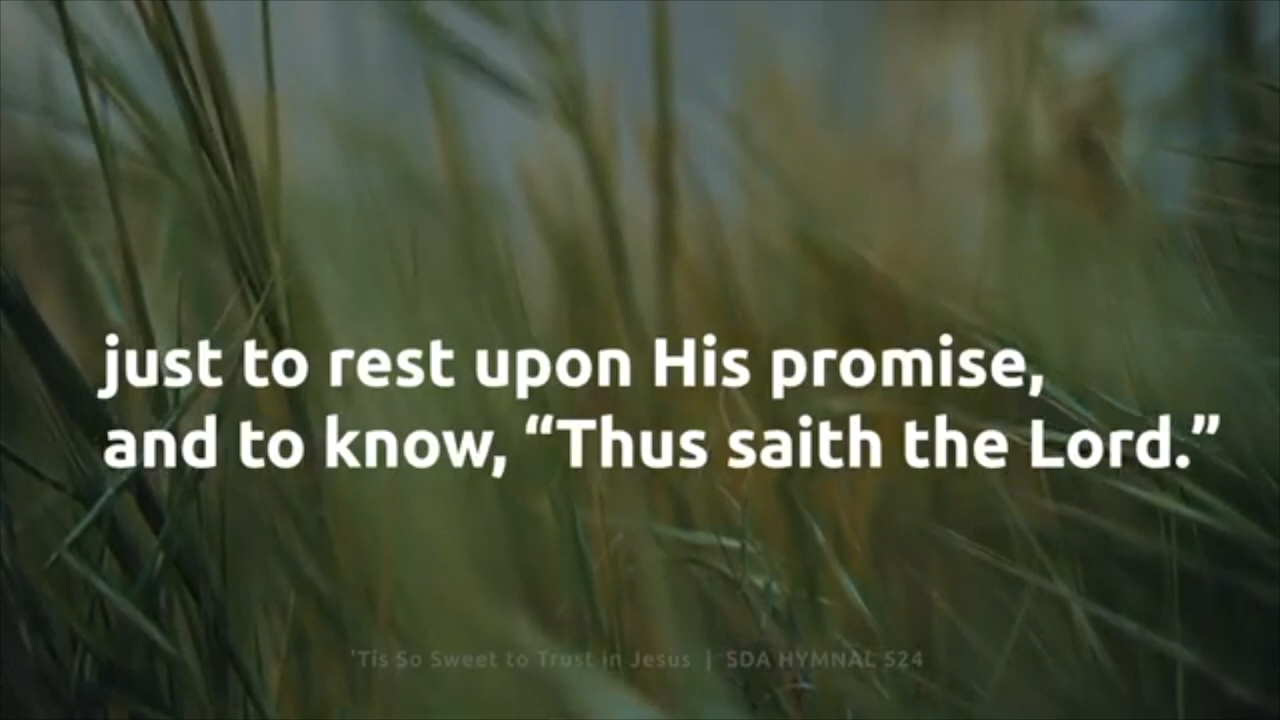 just to rest upon His promise,
and to know, “Thus saith the Lord.”
'Tis So Sweet to Trust in Jesus | SDA HYMNAL 524